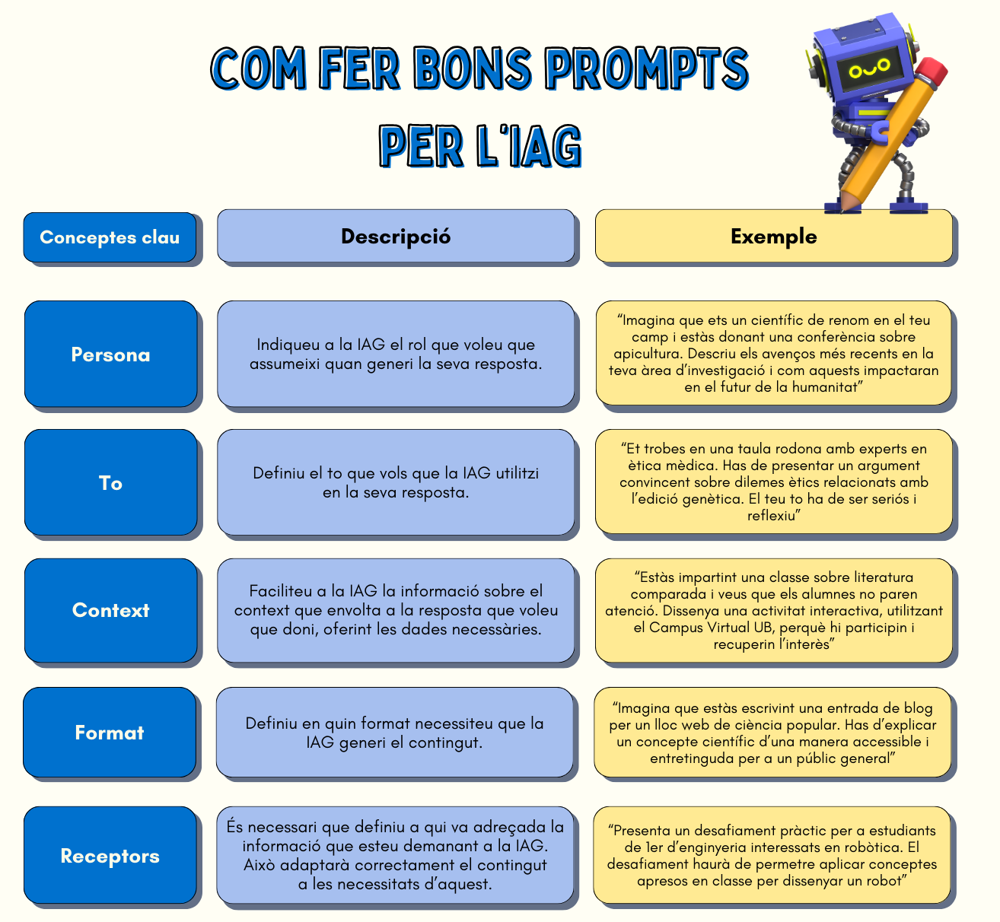 COM FER BONS PROMPTS
PER L'IAG
Conceptes clau
Descripció
Exemple
Persona
Indiqueu a la IAG el rol que voleu que
assumeixi quan generi la seva resposta.
“Imagina que ets un científic de renom en el teu
camp i estàs donant una conferència sobre
apicultura. Descriu els avenços més recents en la
teva àrea d’investigació i com aquests impactaran
en el futur de la humanitat”
To
Definiu el to que vols que la IAG utilitzi
en la seva resposta.
“Et trobes en una taula rodona amb experts en
ètica mèdica. Has de presentar un argument
convincent sobre dilemes ètics relacionats amb
l’edició genètica. El teu to ha de ser seriós i
reflexiu”
Context
Faciliteu a la IAG la informació sobre el
context que envolta a la resposta que voleu
que doni, oferint les dades necessàries.
“Estàs impartint una classe sobre literatura
comparada i veus que els alumnes no paren
atenció. Dissenya una activitat interactiva, utilitzant
el Campus Virtual UB, perquè hi participin i
recuperin l’interès”
Format
Definiu en quin format necessiteu que la
IAG generi el contingut.
“Imagina que estàs escrivint una entrada de blog
per un lloc web de ciència popular. Has d’explicar
un concepte científic d’una manera accessible i
entretinguda per a un públic general”
Receptors
És necessari que definiu a qui va adreçada la
informació que esteu demanant a la IAG.
Això adaptarà correctament el contingut
a les necessitats d’aquest.
“Presenta un desafiament pràctic per a estudiants
de 1er d’enginyeria interessats en robòtica. El
desafiament haurà de permetre aplicar conceptes
apresos en classe per dissenyar un robot”